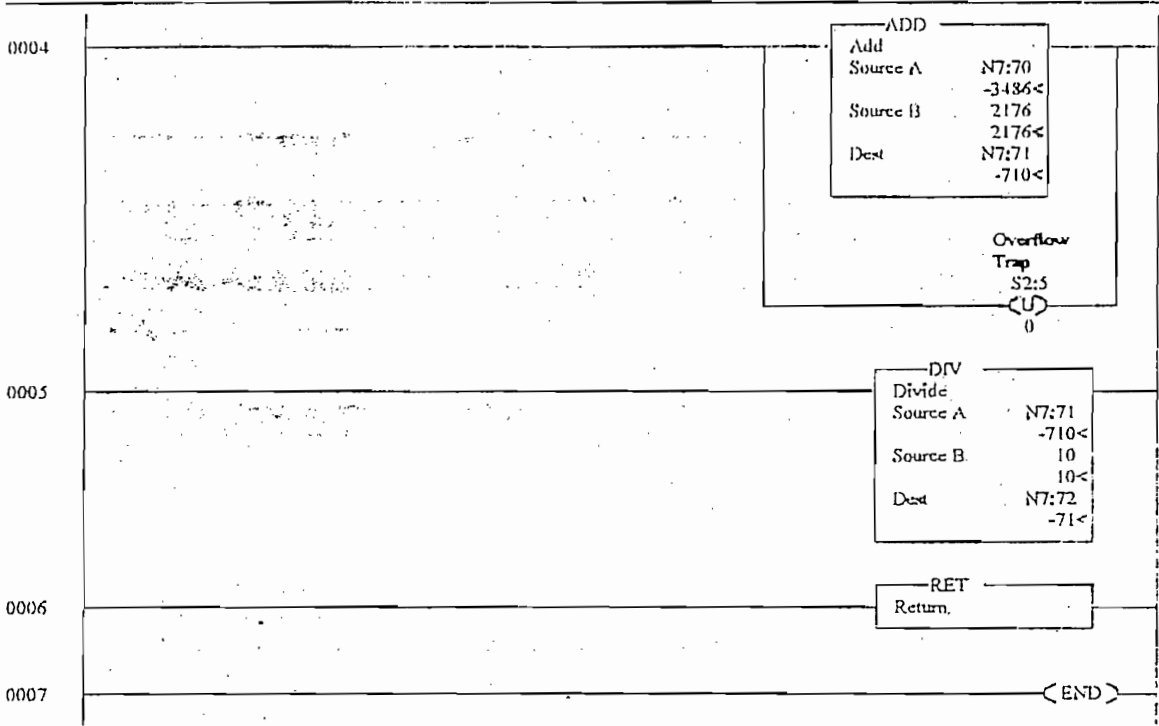 0004
ADD
Add
Source A N7:70
-3486<
Source B 2176
2176<
Dest N7:71
-710<
Overflow
Trap
S2:5
U
0
0005
DIV
Divide
Source A N7:71
-710<
Source B 10
10<
Dest N7:72
-71<
0006
RET
Return
0007
END